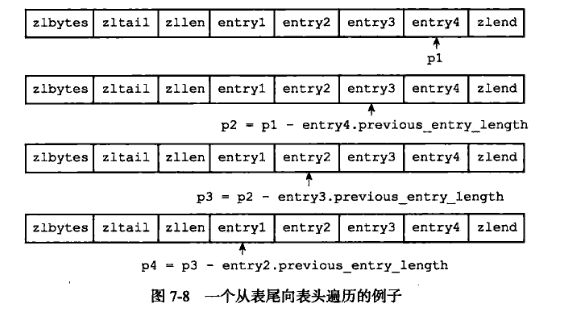 zlbytes zltail zllen entry1 entry2 entry3 entry4 zlend
p1
zlbytes zltail zllen entry1 entry2 entry3 entry4 zlend
p2 = p1 - entry4.previous_entry_length
zlbytes zltail zllen entry1 entry2 entry3 entry4 zlend
p3 = p2 - entry3.previous_entry_length
zlbytes zltail zllen entry1 entry2 entry3 entry4 zlend
p4 = p3 - entry2.previous_entry_length
图 7-8 一个从表尾向表头遍历的例子